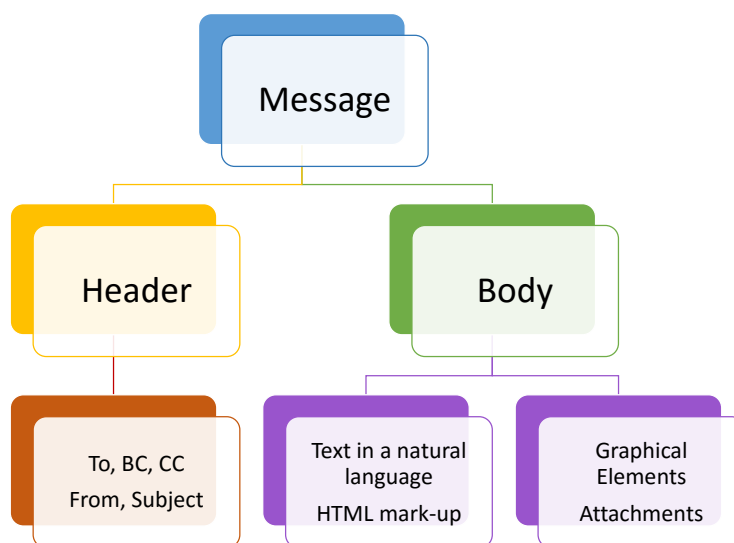 Message
Header
Body
To, BC, CC
From, Subject
Text in a natural
language
HTML mark-up
Graphical
Elements
Attachments